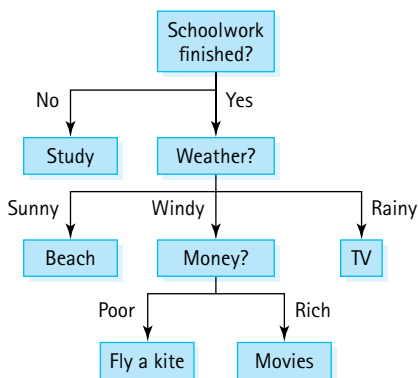 Schoolwork
finished?
No
Yes
Study
Weather?
Sunny
Windy
Rainy
Beach
Money?
TV
Poor
Rich
Fly a kite
Movies